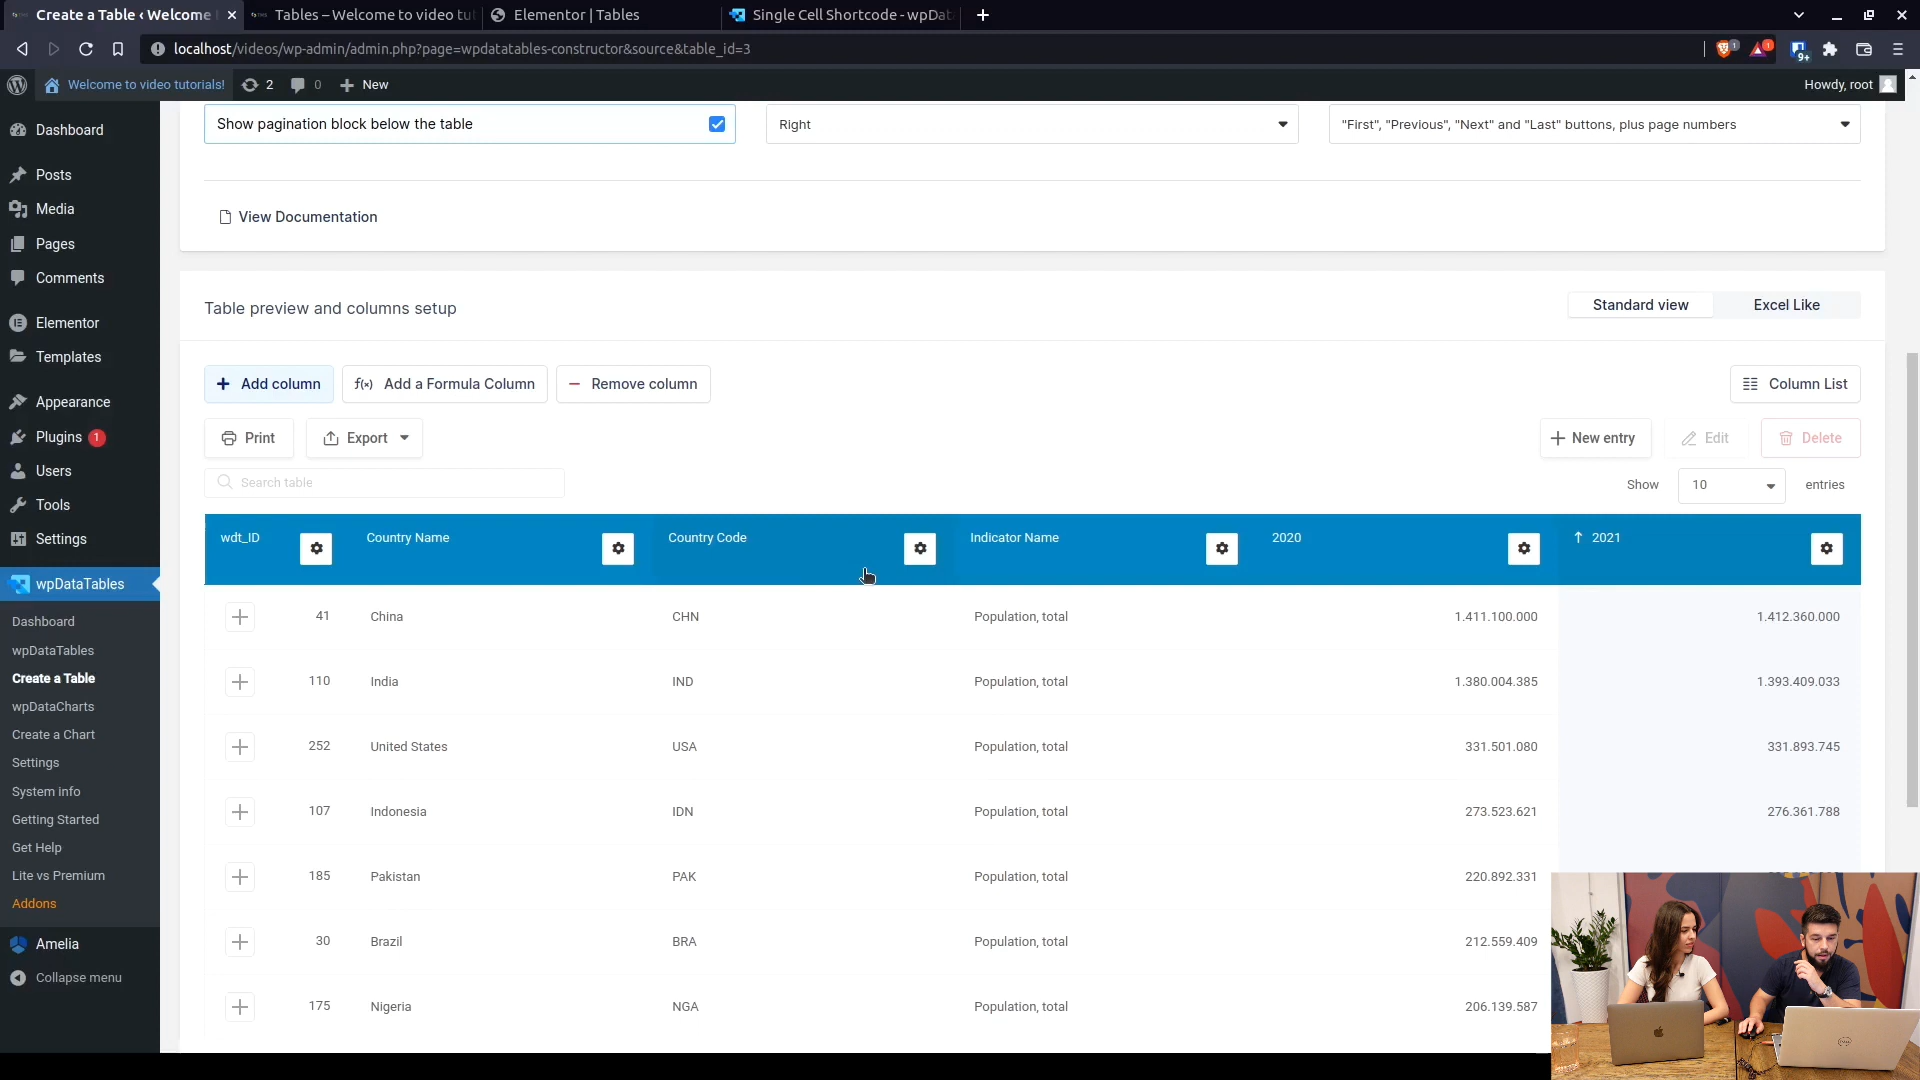 Create a Table ‹ Welcome
Tables – Welcome to video tut
Elementor | Tables
Single Cell Shortcode - wpDat
localhost/videos/wp-admin/admin.php?page=wpdatatables-constructor&source&table_id=3
1
1
9+
Welcome to video tutorials!
2
0
New
Howdy, root
Dashboard
Posts
Media
Pages
Comments
Elementor
Templates
Appearance
Plugins 1
Users
Tools
Settings
wpDataTables
Dashboard
wpDataTables
Create a Table
wpDataCharts
Create a Chart
Settings
System info
Getting Started
Get Help
Lite vs Premium
Addons
Amelia
Collapse menu
Show pagination block below the table
Right
"First", "Previous", "Next" and "Last" buttons, plus page numbers
View Documentation
Table preview and columns setup
Standard view
Excel Like
Add column
f(x) Add a Formula Column
Remove column
Column List
Print
Export
New entry
Edit
Delete
Search table
Show 10 entries
wdt_ID Country Name Country Code Indicator Name 2020 2021
41 China CHN Population, total 1.411.100.000 1.412.360.000
110 India IND Population, total 1.380.004.385 1.393.409.033
252 United States USA Population, total 331.501.080 331.893.745
107 Indonesia IDN Population, total 273.523.621 276.361.788
185 Pakistan PAK Population, total 220.892.331
30 Brazil BRA Population, total 212.559.409
175 Nigeria NGA Population, total 206.139.587